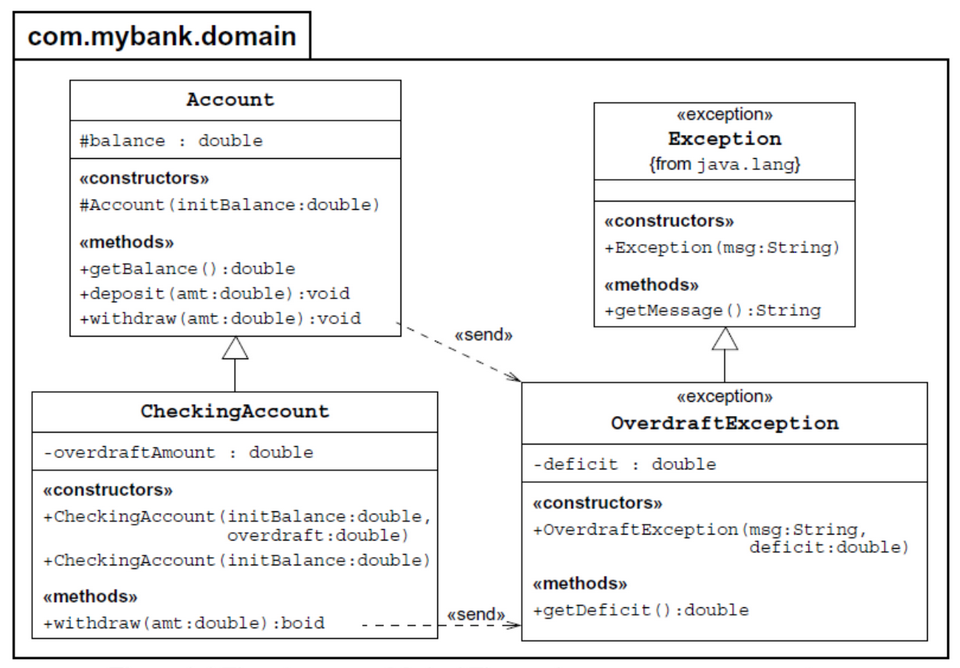 com.mybank.domain
Account
#balance : double
«constructors»
#Account(initBalance:double)
«methods»
+getBalance():double
+deposit(amt:double):void
+withdraw(amt:double):void
«exception»
Exception
{from java.lang}
«constructors»
+Exception(msg:String)
«methods»
+getMessage():String
«send»
CheckingAccount
-overdraftAmount : double
«constructors»
+CheckingAccount(initBalance:double,
overdraft:double)
+CheckingAccount(initBalance:double)
«methods»
+withdraw(amt:double):boid
«send»
«exception»
OverdraftException
-deficit : double
«constructors»
+OverdraftException(msg:String,
deficit:double)
«methods»
+getDeficit():double